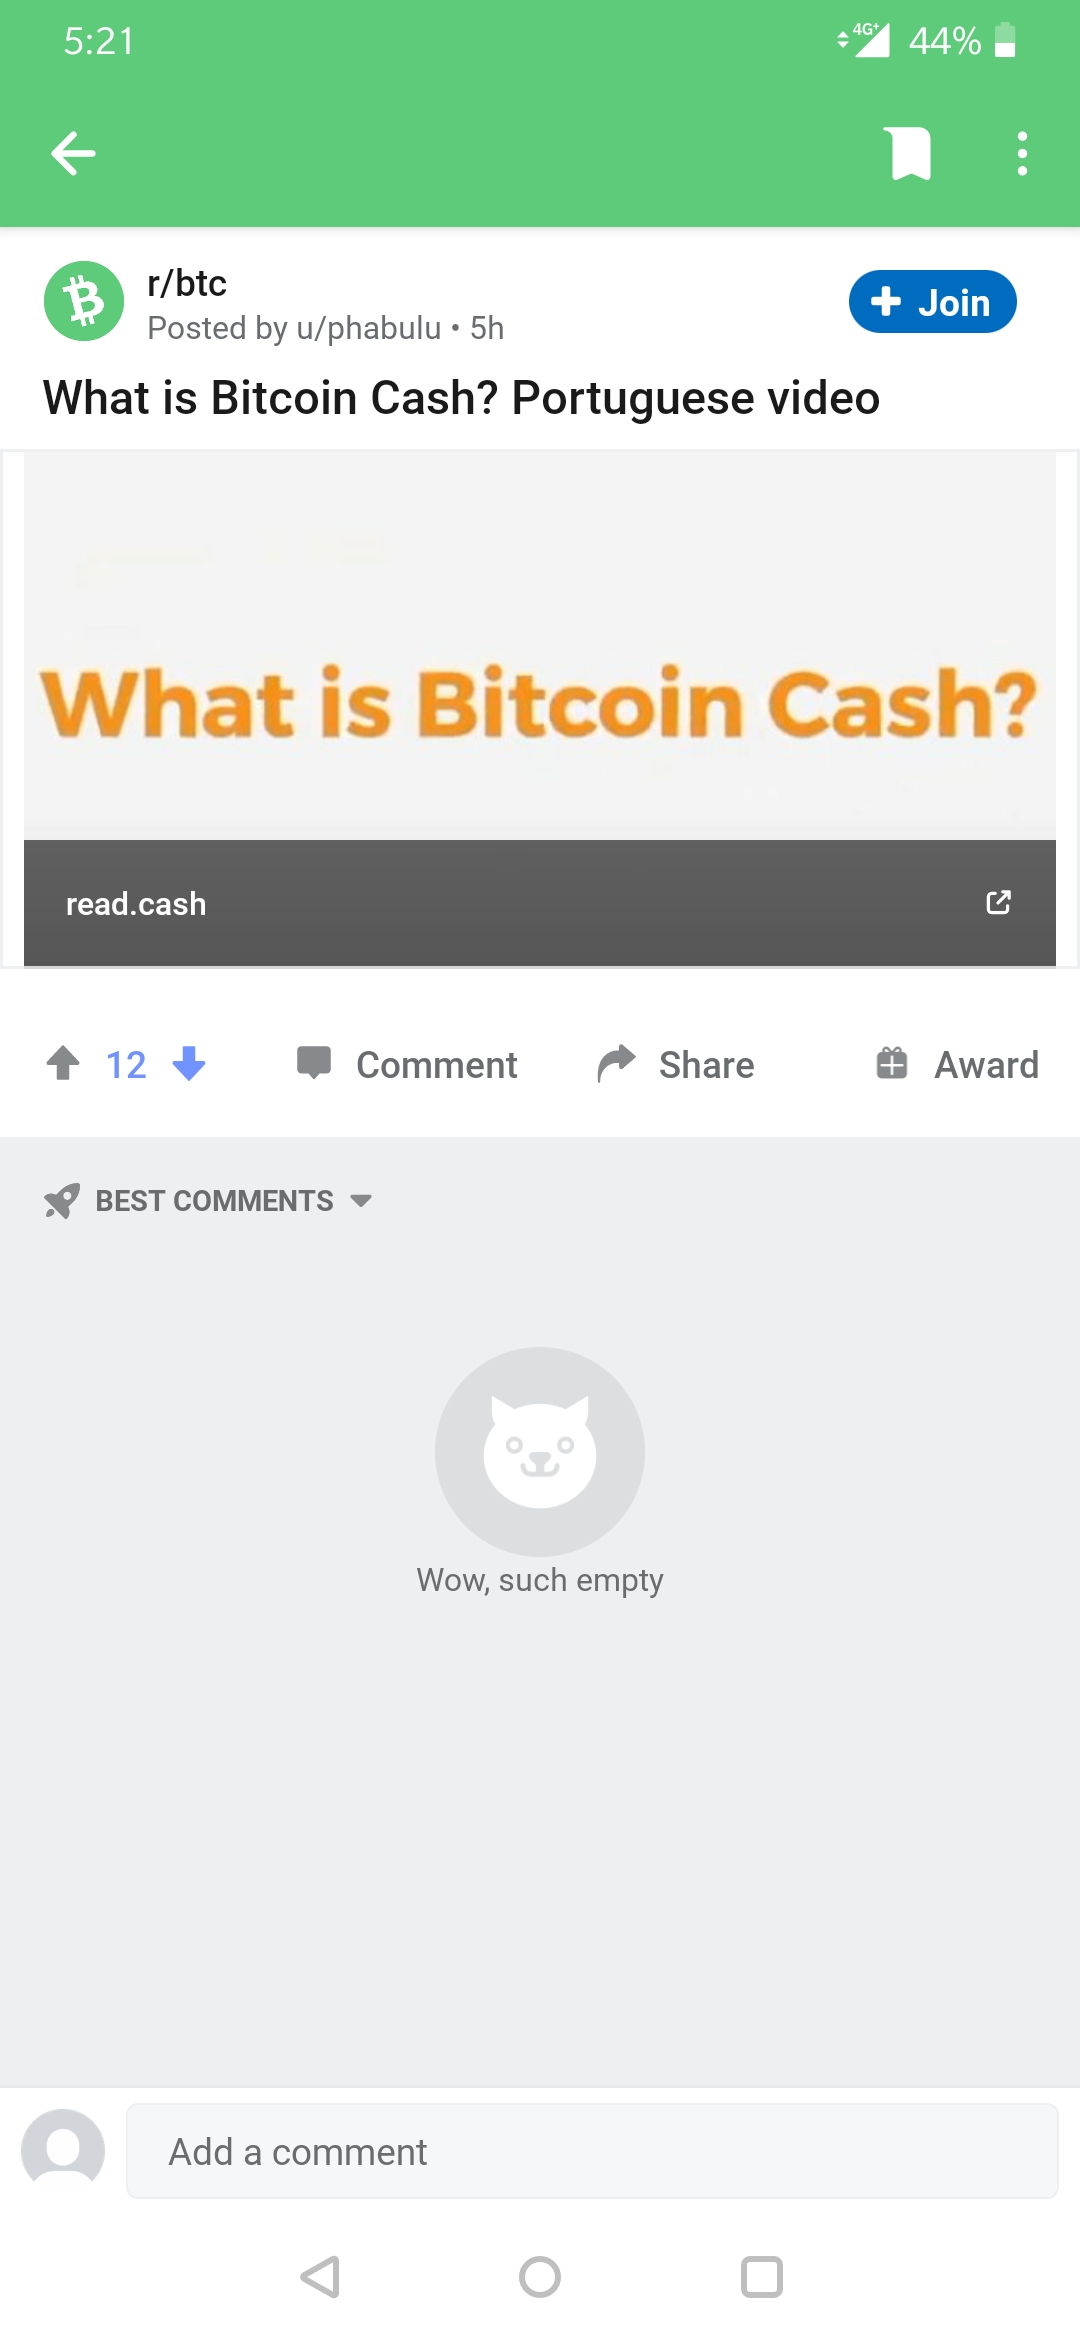 5:21
4G+ 44%
r/btc
Posted by u/phabulu • 5h
Join
What is Bitcoin Cash? Portuguese video
What is Bitcoin Cash?
read.cash
12 Comment Share Award
BEST COMMENTS
Wow, such empty
Add a comment